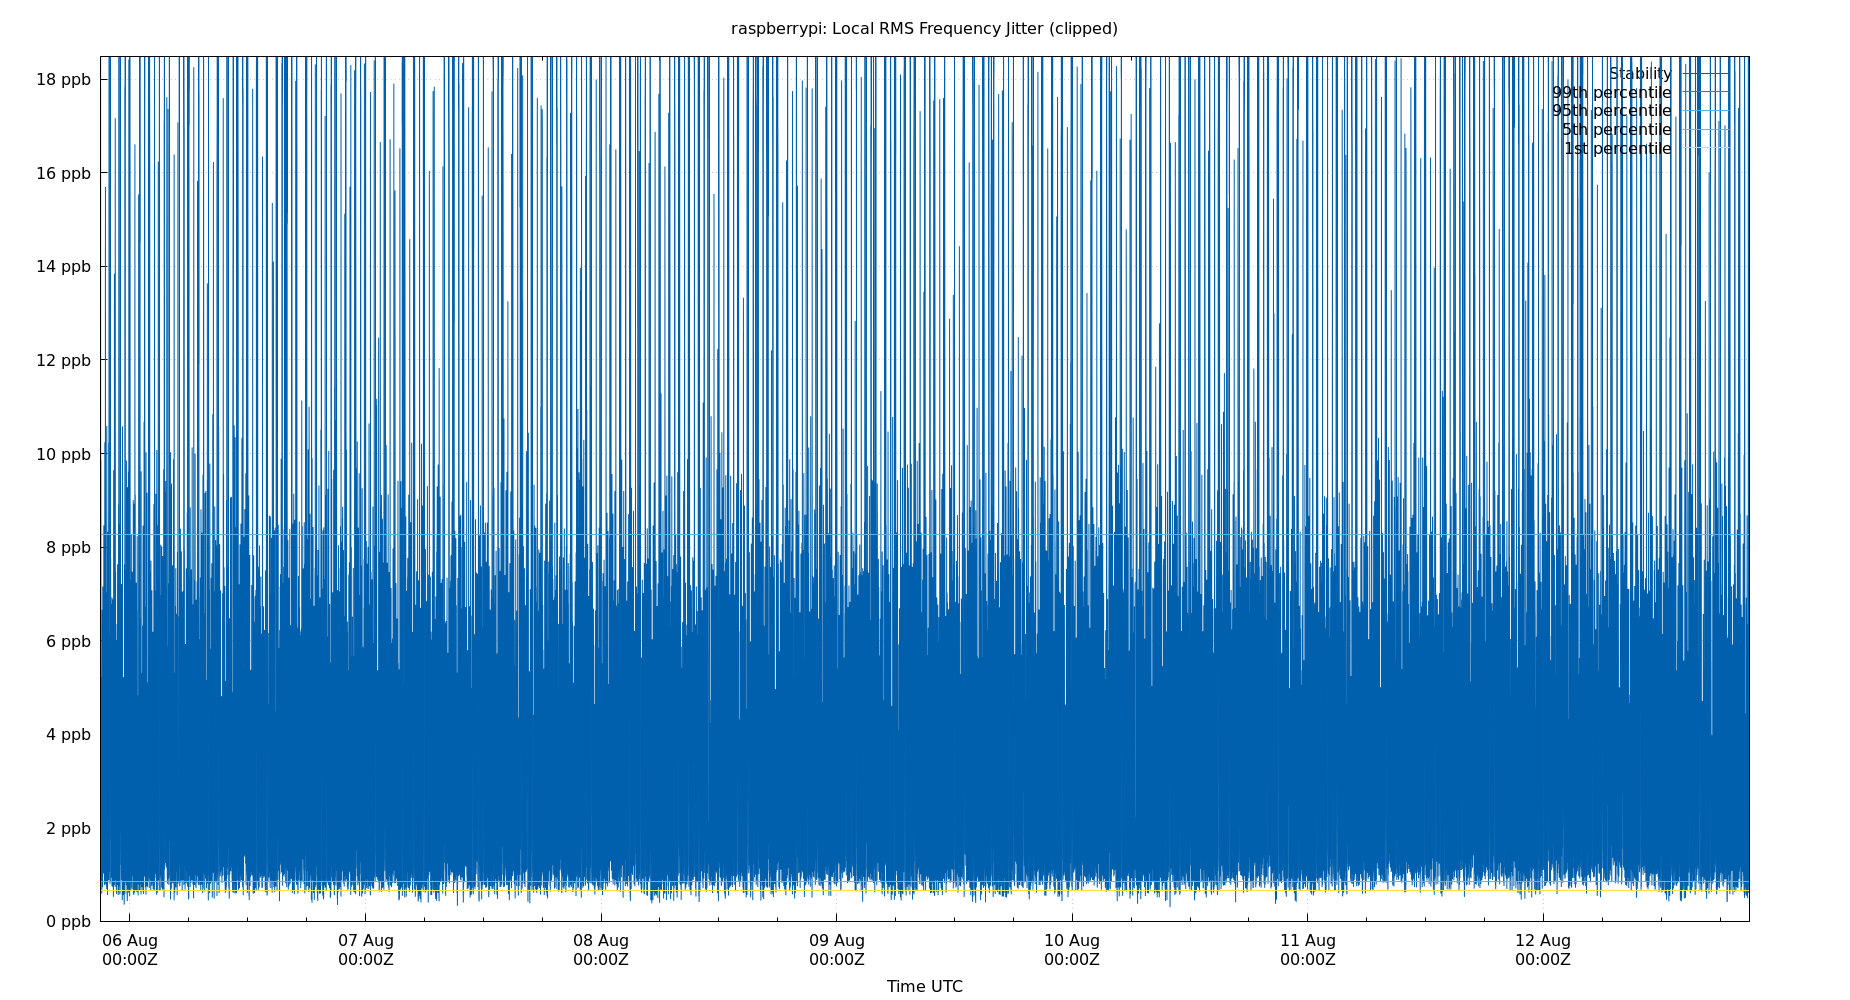 raspberrypi: Local RMS Frequency Jitter (clipped)
18 ppb
16 ppb
14 ppb
12 ppb
10 ppb
8 ppb
6 ppb
4 ppb
2 ppb
0 ppb
Stability
99th percentile
95th percentile
5th percentile
1st percentile
06 Aug 07 Aug 08 Aug 09 Aug 10 Aug 11 Aug 12 Aug
00:00Z 00:00Z 00:00Z 00:00Z 00:00Z 00:00Z 00:00Z
Time UTC